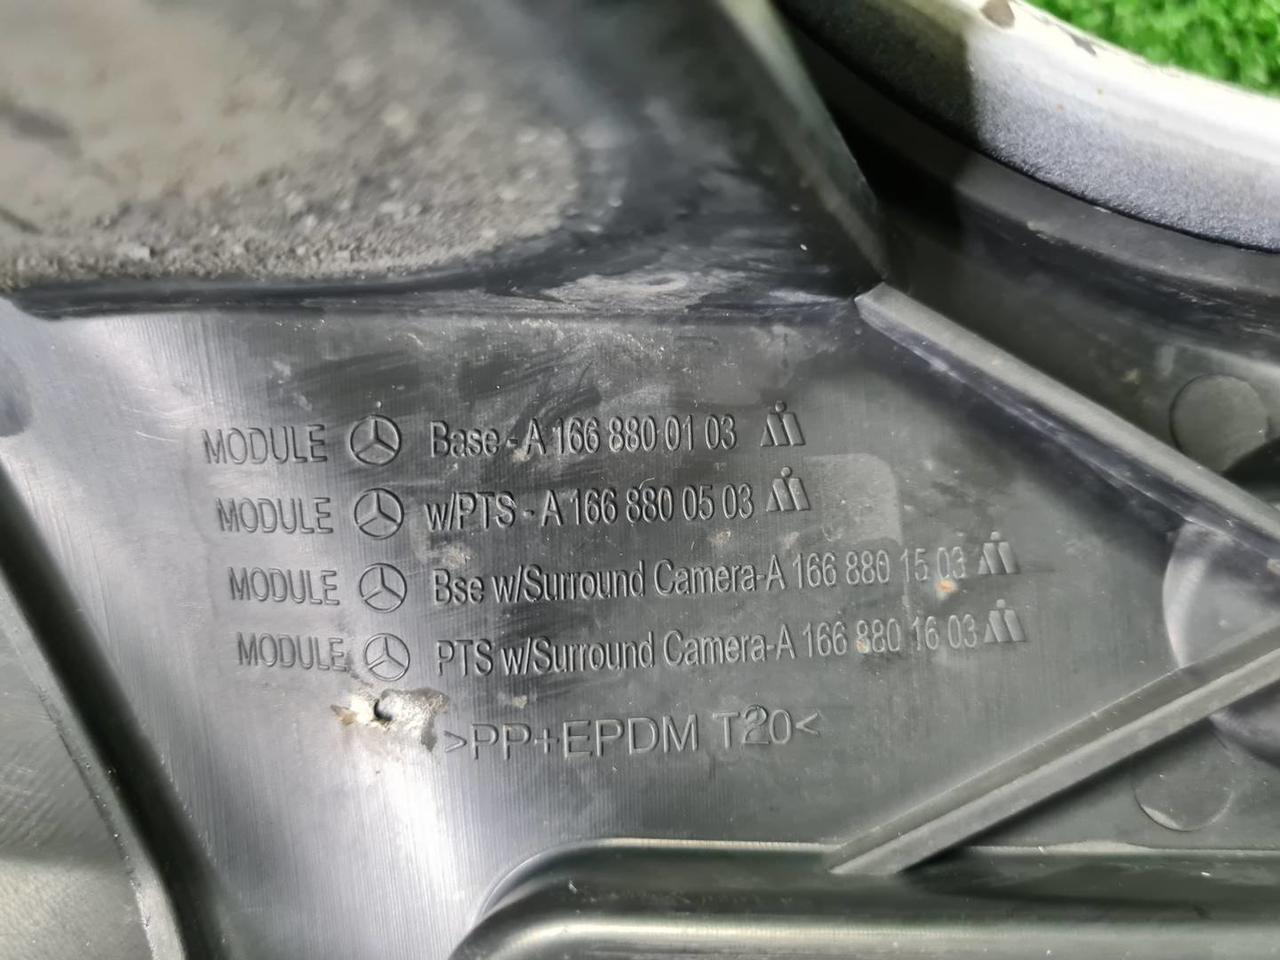 MODULE Base - A 166 880 01 03
MODULE w/PTS - A 166 880 05 03
MODULE Bse w/Surround Camera-A 166 880 15 03
MODULE PTS w/Surround Camera-A 166 880 16 03
>PP+EPDM T20<